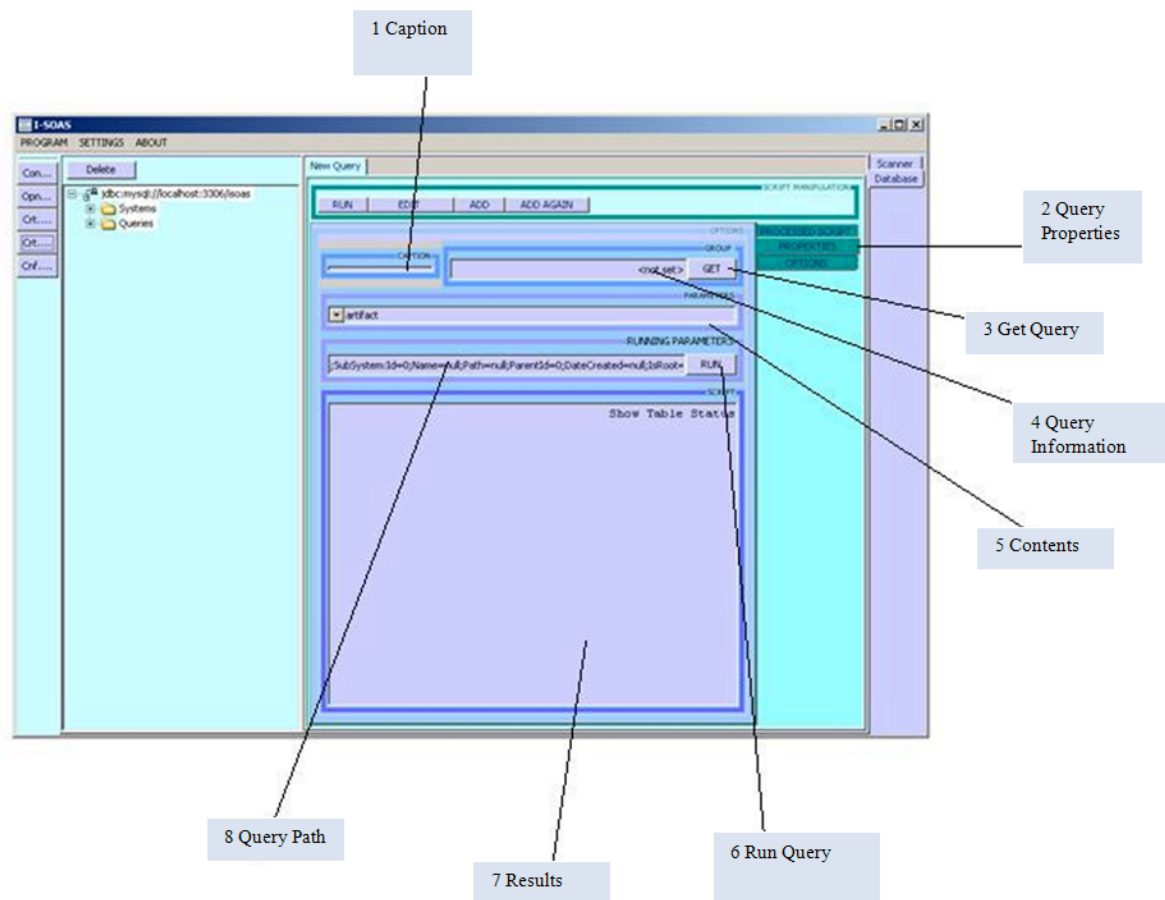 1 Caption
I-SOAS
PROGRAM SETTINGS ABOUT
Con...
Opn...
Crt....
Crt....
Cnf....
Delete
jdbc:mysql://localhost:3306/isoas
Systems
Queries
New Query
SCRIPT MANIPULATION
RUN EDIT ADD ADD AGAIN
OPTIONS
CAPTION
GROUP
<not set> GET
PARAMETERS
artifact
RUNNING PARAMETERS
;SubSystem:Id=0;Name=null;Path=null;ParentId=0;DateCreated=null;IsRoot= RUN
SCRIPT
Show Table Status
PROCESSED SCRIPT
PROPERTIES
OPTIONS
Scanner
Database
2 Query
Properties
3 Get Query
4 Query
Information
5 Contents
6 Run Query
7 Results
8 Query Path